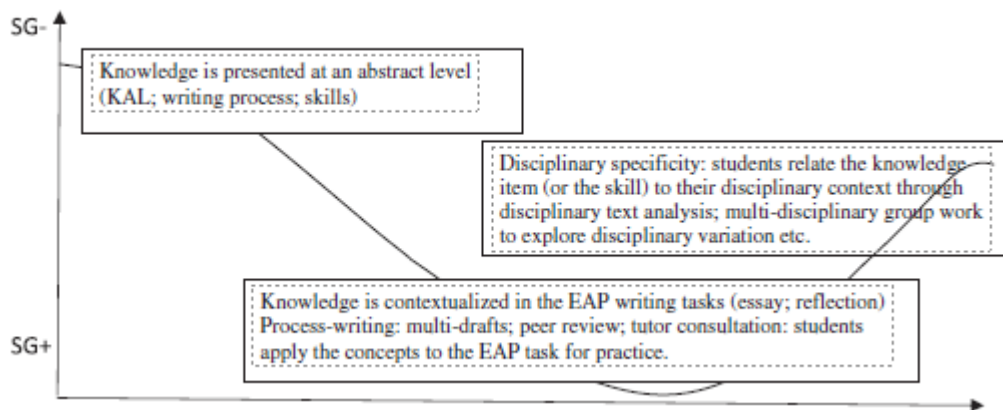 SG-
Knowledge is presented at an abstract level
(KAL; writing process; skills)
Disciplinary specificity: students relate the knowledge
item (or the skill) to their disciplinary context through
disciplinary text analysis; multi-disciplinary group work
to explore disciplinary variation etc.
Knowledge is contextualized in the EAP writing tasks (essay; reflection)
Process-writing: multi-drafts; peer review; tutor consultation: students
apply the concepts to the EAP task for practice.
SG+